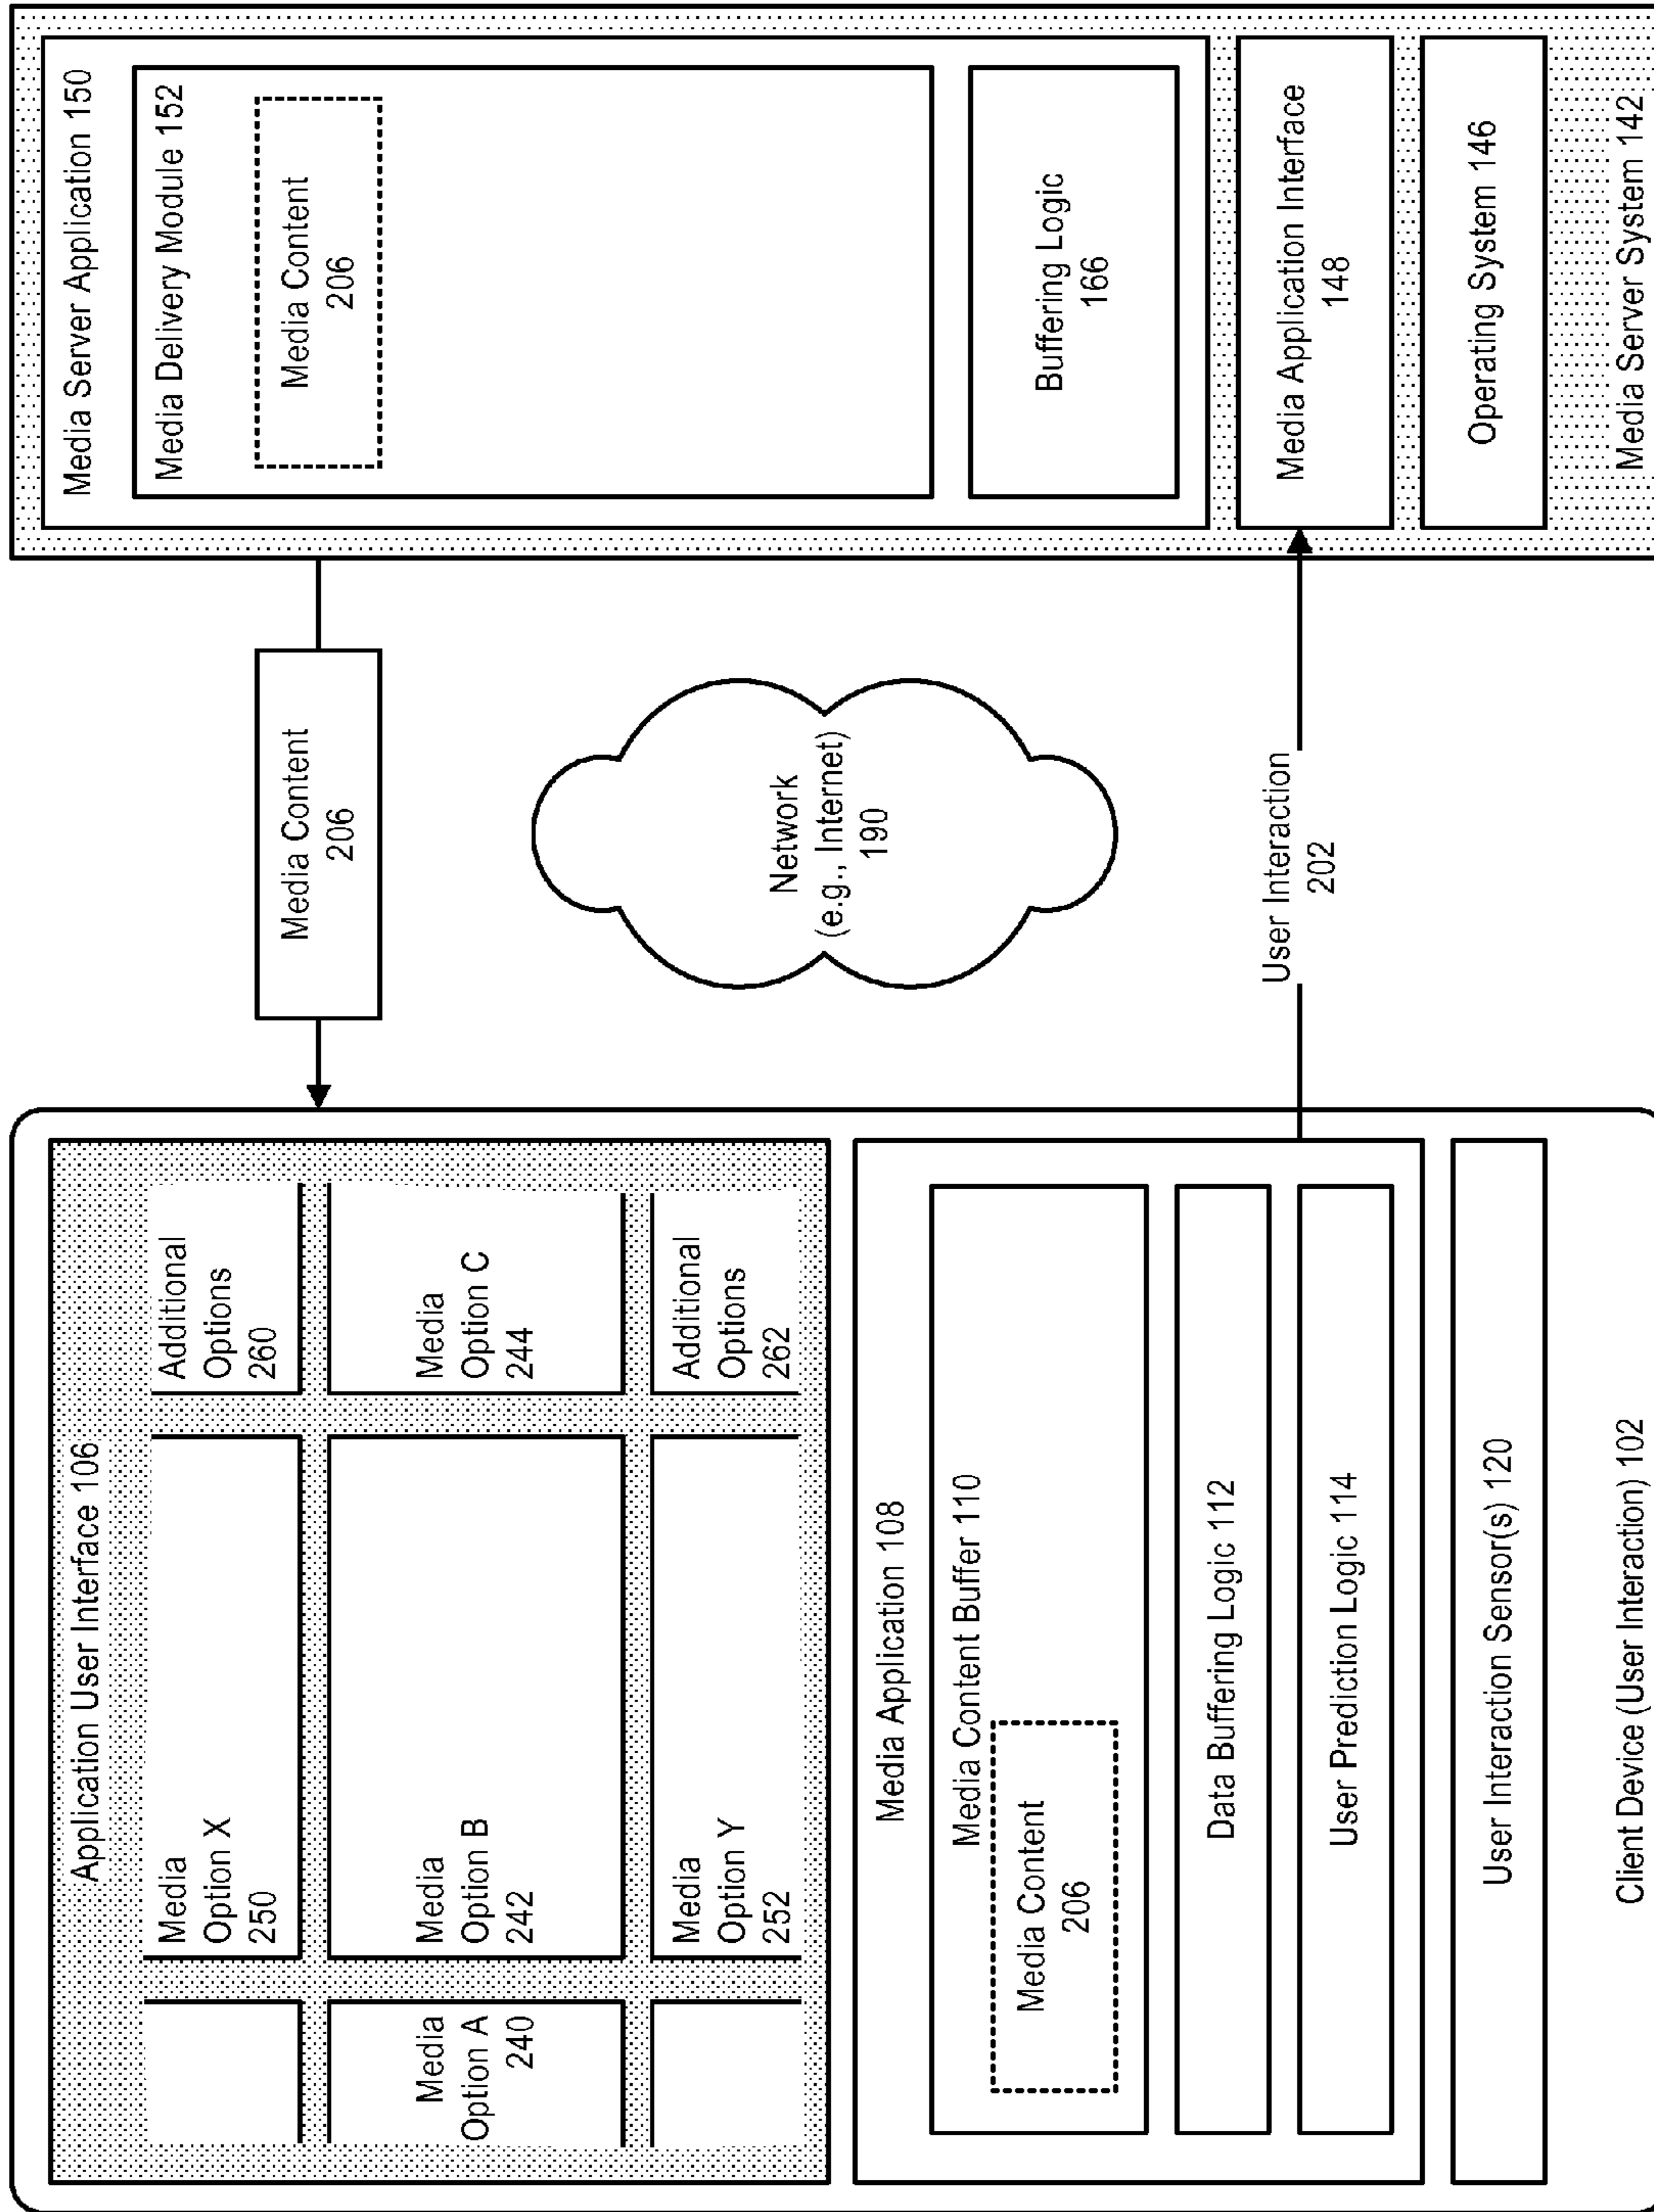 Application User Interface 106
Media
Option X
250
Additional
Options
260
Media
Option A
240
Media
Option B
242
Media
Option C
244
Media
Option Y
252
Additional
Options
262
Media Application 108
Media Content Buffer 110
Media Content
206
Data Buffering Logic 112
User Prediction Logic 114
User Interaction Sensor(s) 120
Client Device (User Interaction) 102
Media Content
206
Network
(e.g., Internet)
190
User Interaction
202
Media Server Application 150
Media Delivery Module 152
Media Content
206
Buffering Logic
166
Media Application Interface
148
Operating System 146
Media Server System 142